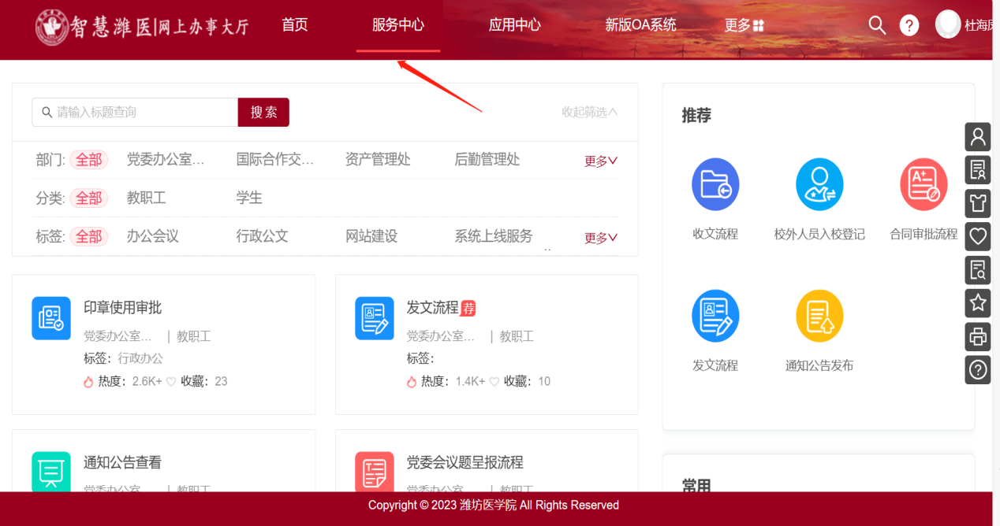 智慧潍医|网上办事大厅 首页 服务中心 应用中心 新版OA系统 更多 ? 杜海凤
请输入标题查询 搜 索 收起筛选
部门: 全部 党委办公室... 国际合作交... 资产管理处 后勤管理处 更多
分类: 全部 教职工 学生
标签: 全部 办公会议 行政公文 网站建设 系统上线服务 .. 更多
印章使用审批
党委办公室... | 教职工
标签: 行政办公
热度: 2.6K+ 收藏: 23
发文流程 荐
党委办公室... | 教职工
标签:
热度: 1.4K+ 收藏: 10
通知公告查看
党委办公室... | 教职工
党委会议题呈报流程
党委办公室... | 教职工
推荐
收文流程 校外人员入校登记 合同审批流程
发文流程 通知公告发布
常用
Copyright © 2023 潍坊医学院 All Rights Reserved